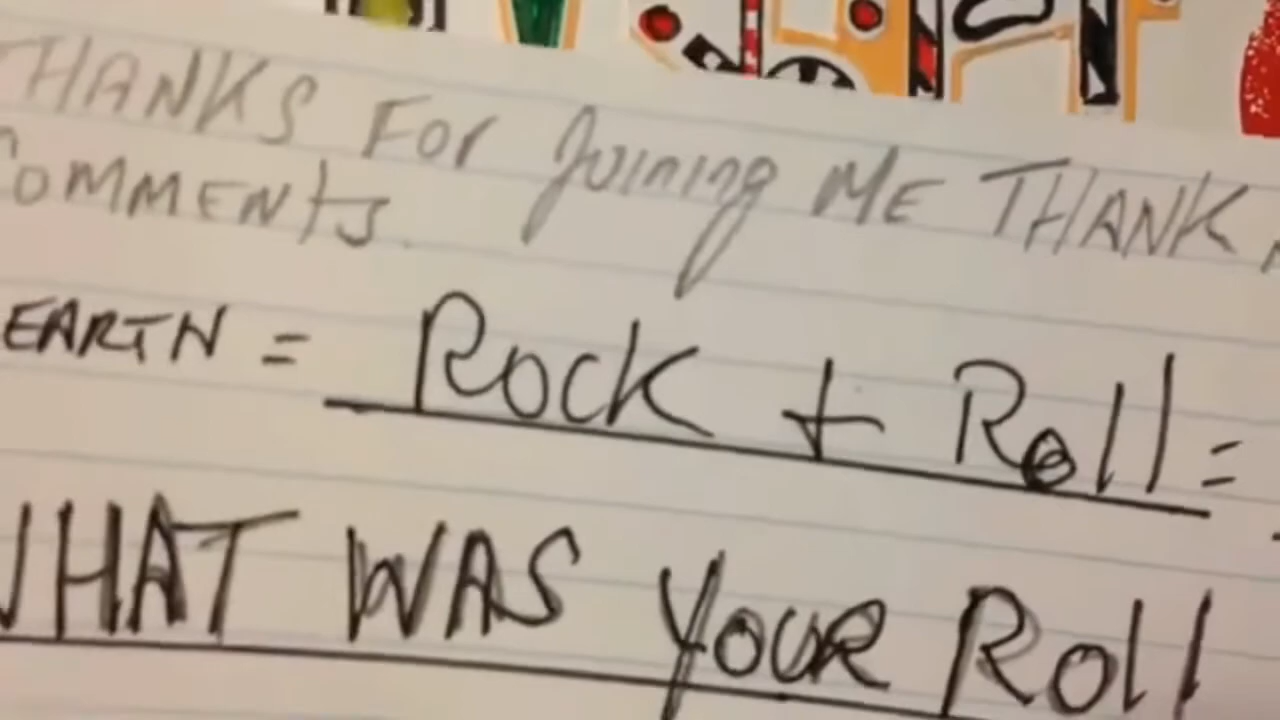 THANKS FOr Joining ME THANK
COMMENts.
EARTH = Rock + Roll =
WHAT WAS YOUR Roll